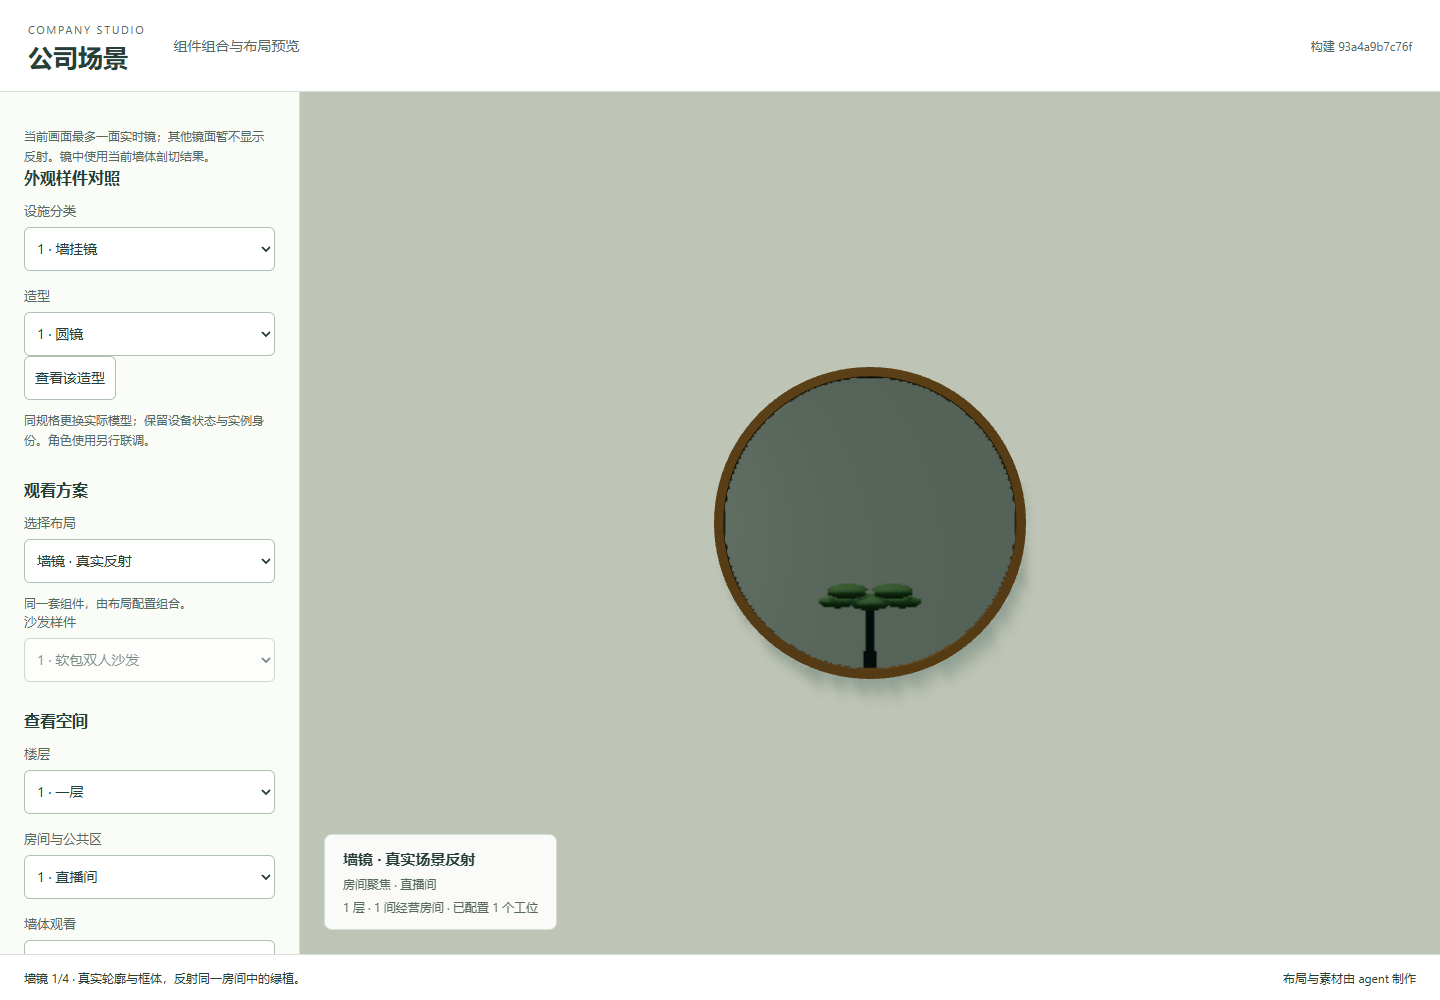 COMPANY STUDIO
公司场景
组件组合与布局预览
构建 93a4a9b7c76f
当前画面最多一面实时镜；其他镜面暂不显示
反射。镜中使用当前墙体剖切结果。
外观样件对照
设施分类
1 · 墙挂镜
造型
1 · 圆镜
查看该造型
同规格更换实际模型；保留设备状态与实例身
份。角色使用另行联调。
观看方案
选择布局
墙镜 · 真实反射
同一套组件，由布局配置组合。
沙发样件
1 · 软包双人沙发
查看空间
楼层
1 · 一层
房间与公共区
1 · 直播间
墙体观看
墙镜 · 真实场景反射
房间聚焦 · 直播间
1 层 · 1 间经营房间 · 已配置 1 个工位
墙镜 1/4 · 真实轮廓与框体，反射同一房间中的绿植。
布局与素材由 agent 制作